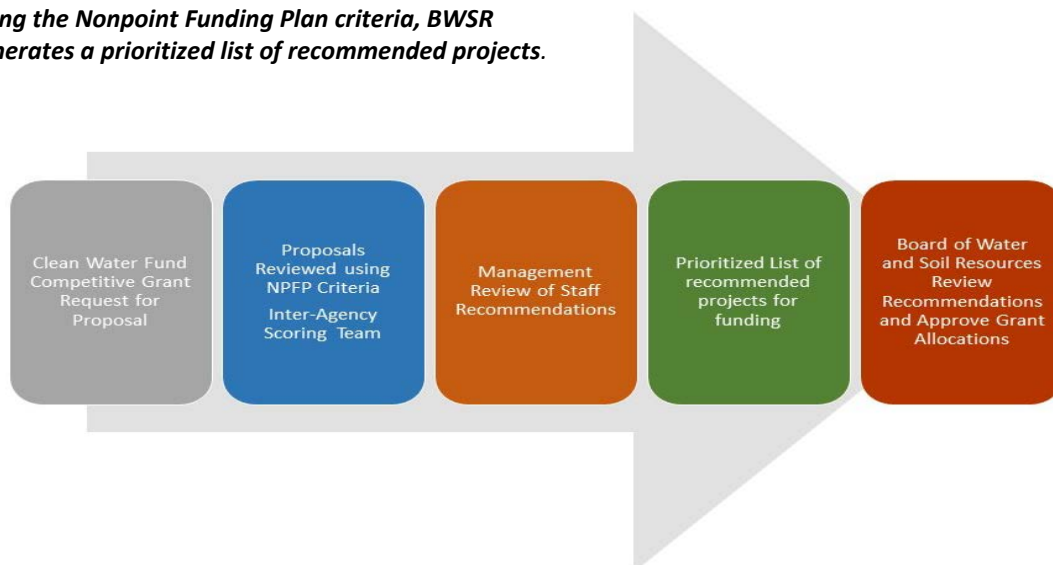 ng the Nonpoint Funding Plan criteria, BWSR
nerates a prioritized list of recommended projects.
Clean Water Fund
Competitive Grant
Request for
Proposal
Proposals
Reviewed using
NPFP Criteria
Inter-Agency
Scoring Team
Management
Review of Staff
Recommendations
Prioritized List of
recommended
projects for
funding
Board of Water
and Soil Resources
Review
Recommendations
and Approve Grant
Allocations